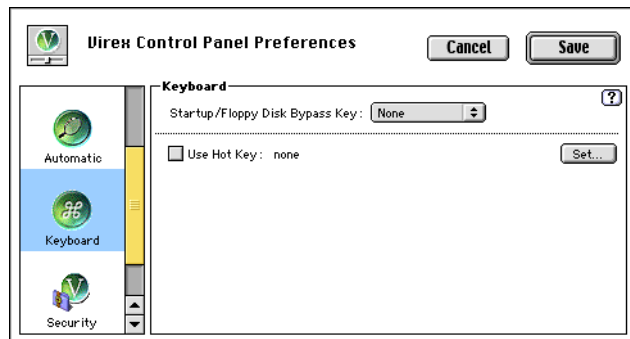 Virex Control Panel Preferences
Cancel
Save
Automatic
Keyboard
Security
Keyboard
?
Startup/Floppy Disk Bypass Key: None
Use Hot Key: none
Set...